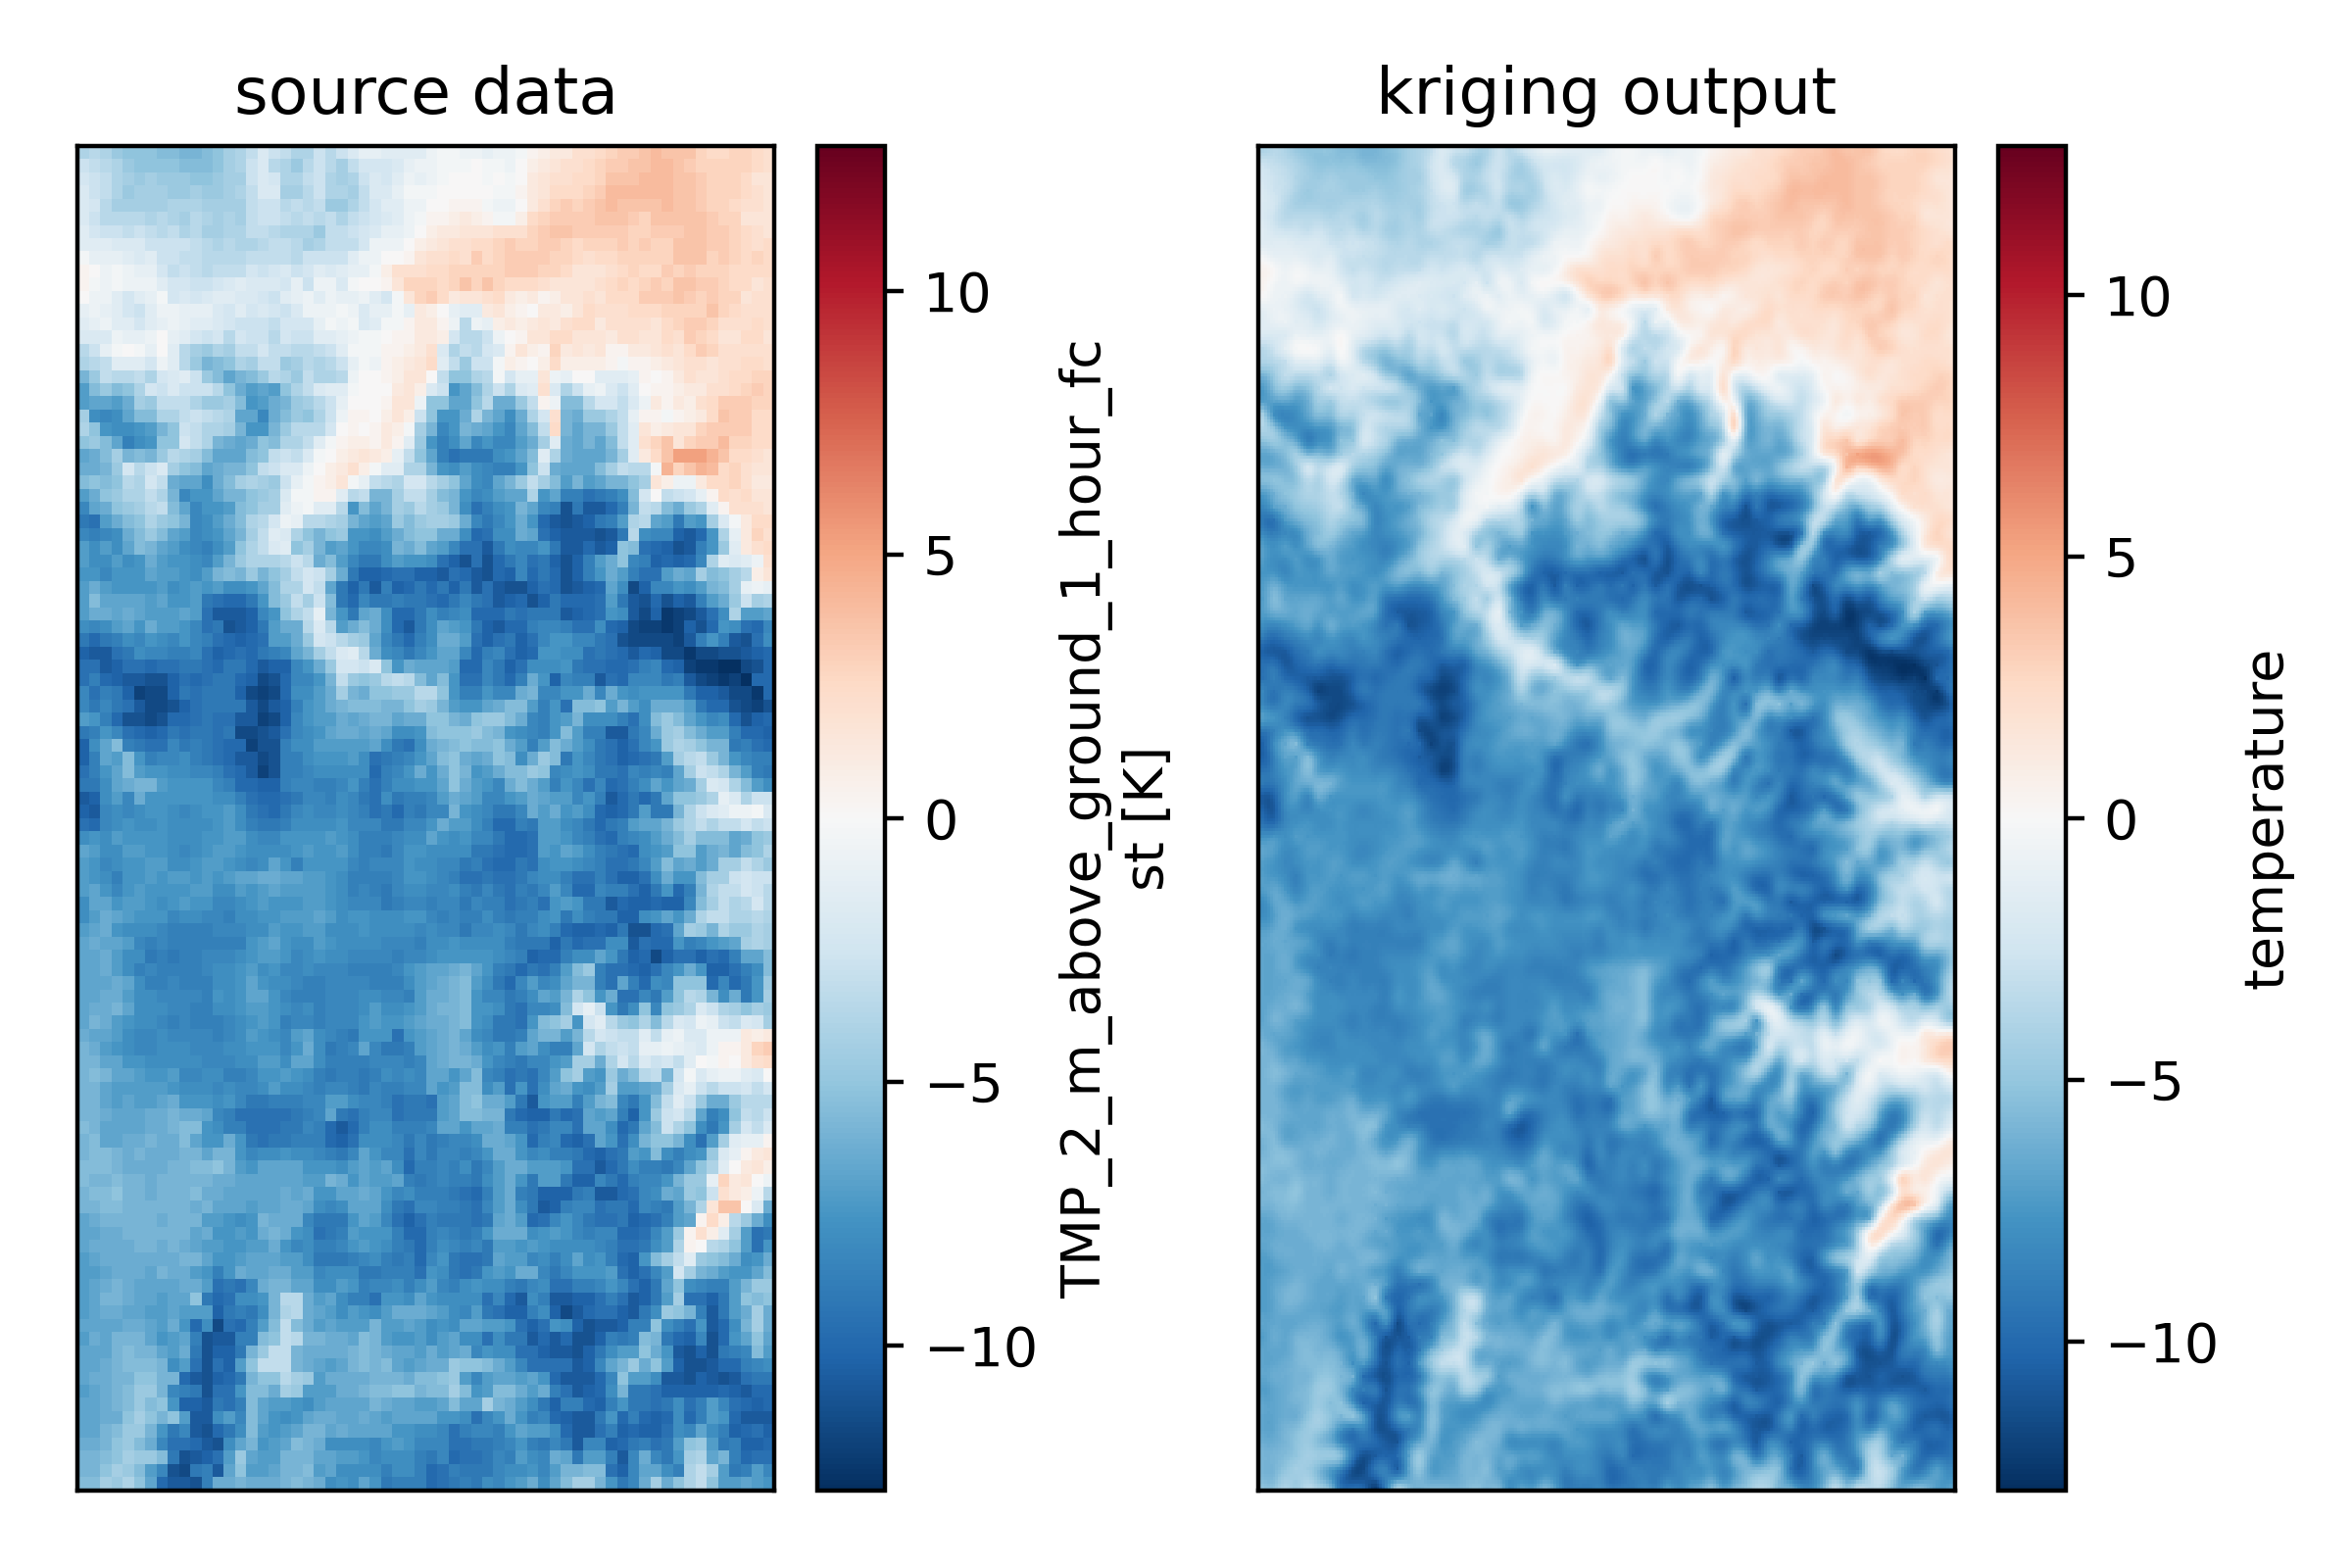 source data
10
5
0
−5
−10
TMP_2_m_above_ground_1_hour_fc
st [K]
kriging output
10
5
0
−5
−10
temperature